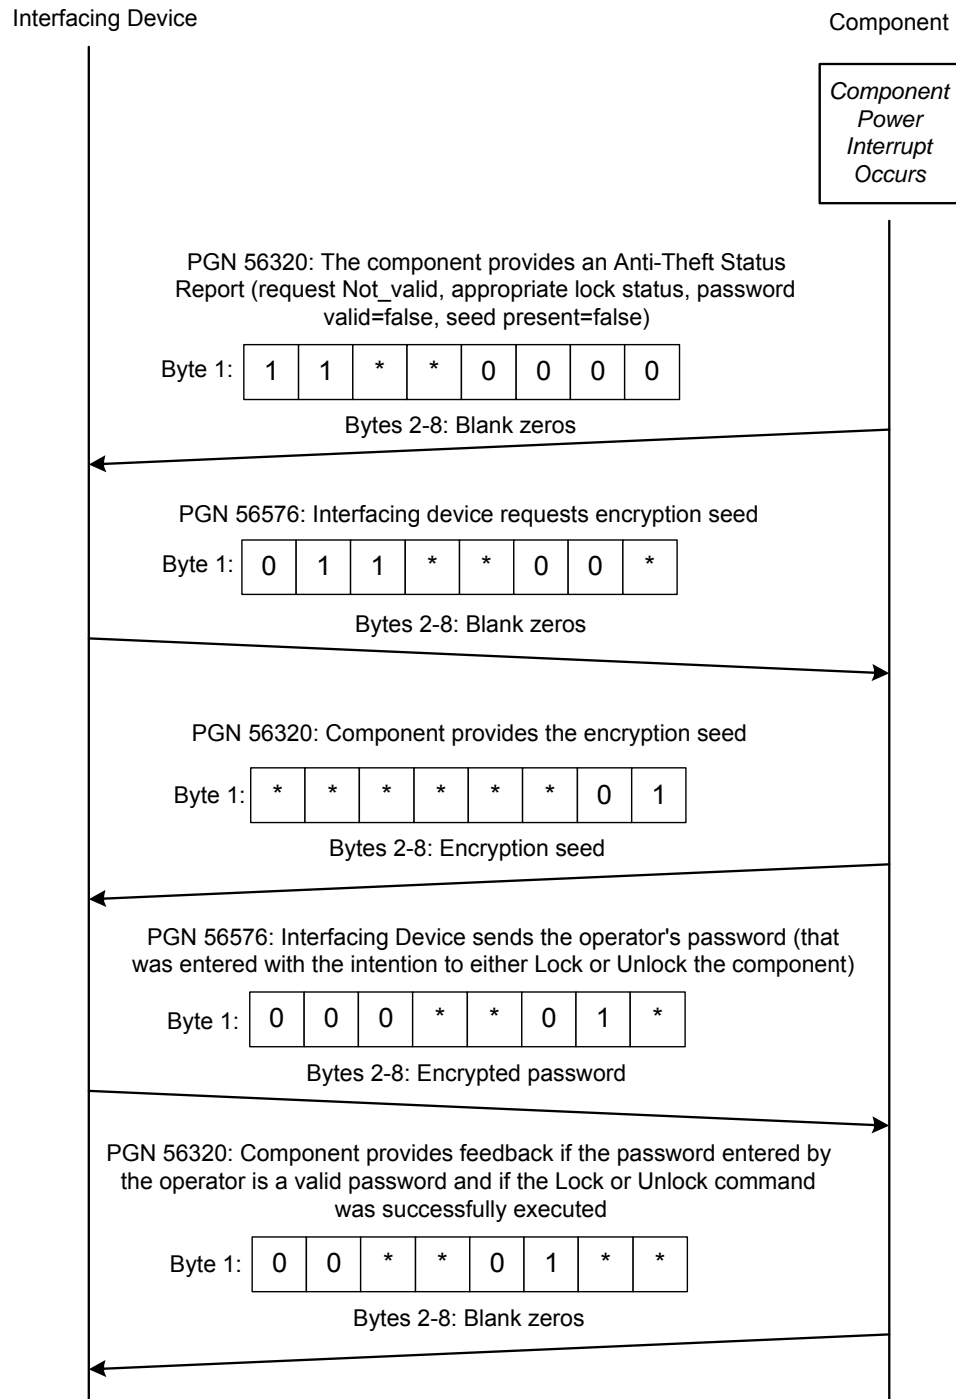 Interfacing Device
Component
Component
Power
Interrupt
Occurs
PGN 56320: The component provides an Anti-Theft Status
Report (request Not_valid, appropriate lock status, password
valid=false, seed present=false)
Byte 1: 1 1 * * 0 0 0 0
Bytes 2-8: Blank zeros
PGN 56576: Interfacing device requests encryption seed
Byte 1: 0 1 1 * * 0 0 *
Bytes 2-8: Blank zeros
PGN 56320: Component provides the encryption seed
Byte 1: * * * * * * 0 1
Bytes 2-8: Encryption seed
PGN 56576: Interfacing Device sends the operator's password (that
was entered with the intention to either Lock or Unlock the component)
Byte 1: 0 0 0 * * 0 1 *
Bytes 2-8: Encrypted password
PGN 56320: Component provides feedback if the password entered by
the operator is a valid password and if the Lock or Unlock command
was successfully executed
Byte 1: 0 0 * * 0 1 * *
Bytes 2-8: Blank zeros